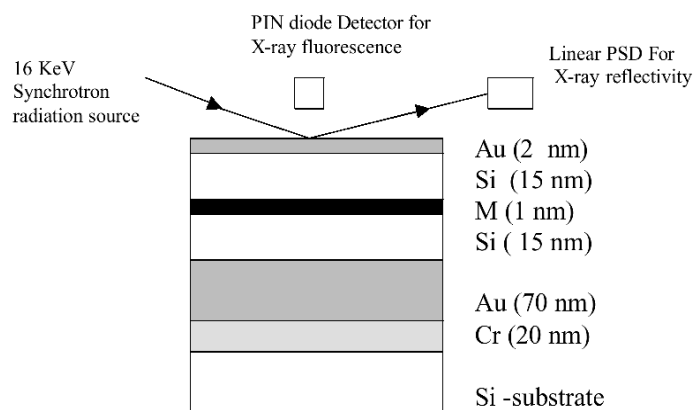 PIN diode Detector for
X-ray fluorescence
Linear PSD For
X-ray reflectivity
16 KeV
Synchrotron
radiation source
Au (2 nm)
Si (15 nm)
M (1 nm)
Si ( 15 nm)
Au (70 nm)
Cr (20 nm)
Si -substrate